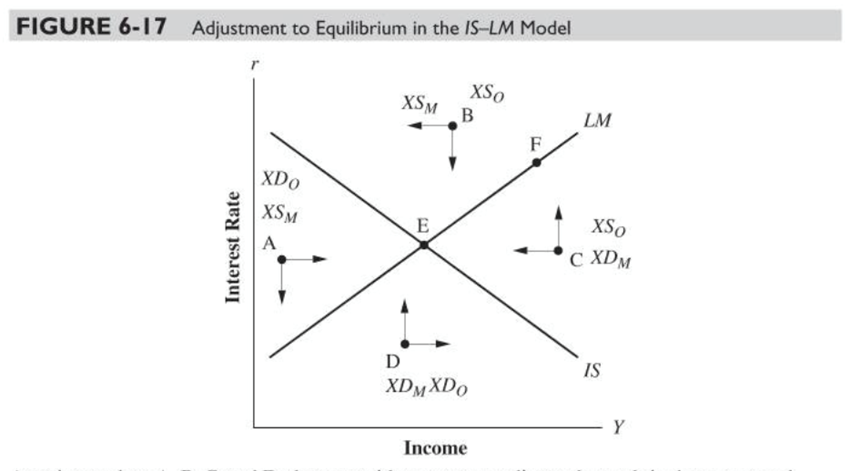 FIGURE 6-17 Adjustment to Equilibrium in the IS–LM Model
r
XSO
XSM
B
LM
F
XDO
XSM
A
E
XSO
C XDM
D
XDM XDO
IS
Interest Rate
Y
Income